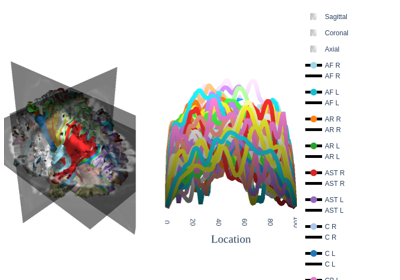 Sagittal
Coronal
Axial
AF R
AF R
AF L
AF L
AR R
AR R
AR L
AR L
AST R
AST R
AST L
AST L
C R
C R
C L
C L
0
20
40
60
80
Location